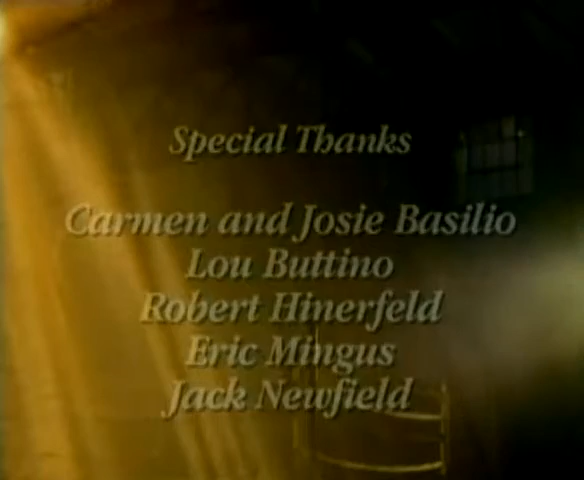 Special Thanks
Carmen and Josie Basilio
Lou Buttino
Robert Hinerfeld
Eric Mingus
Jack Newfield